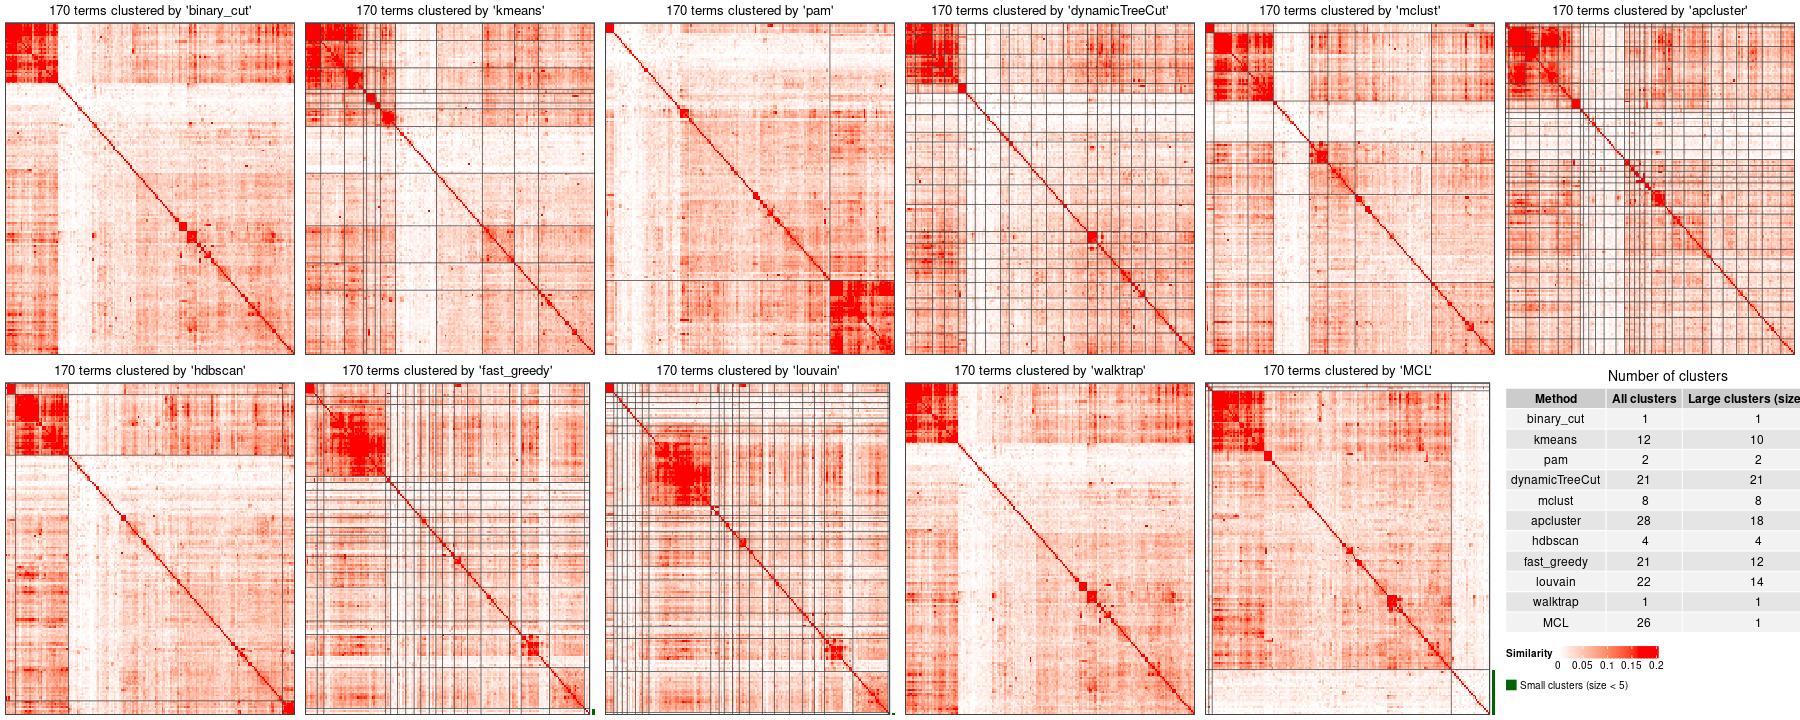 170 terms clustered by 'binary_cut'
170 terms clustered by 'kmeans'
170 terms clustered by 'pam'
170 terms clustered by 'dynamicTreeCut'
170 terms clustered by 'mclust'
170 terms clustered by 'apcluster'
170 terms clustered by 'hdbscan'
170 terms clustered by 'fast_greedy'
170 terms clustered by 'louvain'
170 terms clustered by 'walktrap'
170 terms clustered by 'MCL'
Number of clusters
Method All clusters Large clusters (size
binary_cut 1 1
kmeans 12 10
pam 2 2
dynamicTreeCut 21 21
mclust 8 8
apcluster 28 18
hdbscan 4 4
fast_greedy 21 12
louvain 22 14
walktrap 1 1
MCL 26 1
Similarity
0 0.05 0.1 0.15 0.2
Small clusters (size < 5)